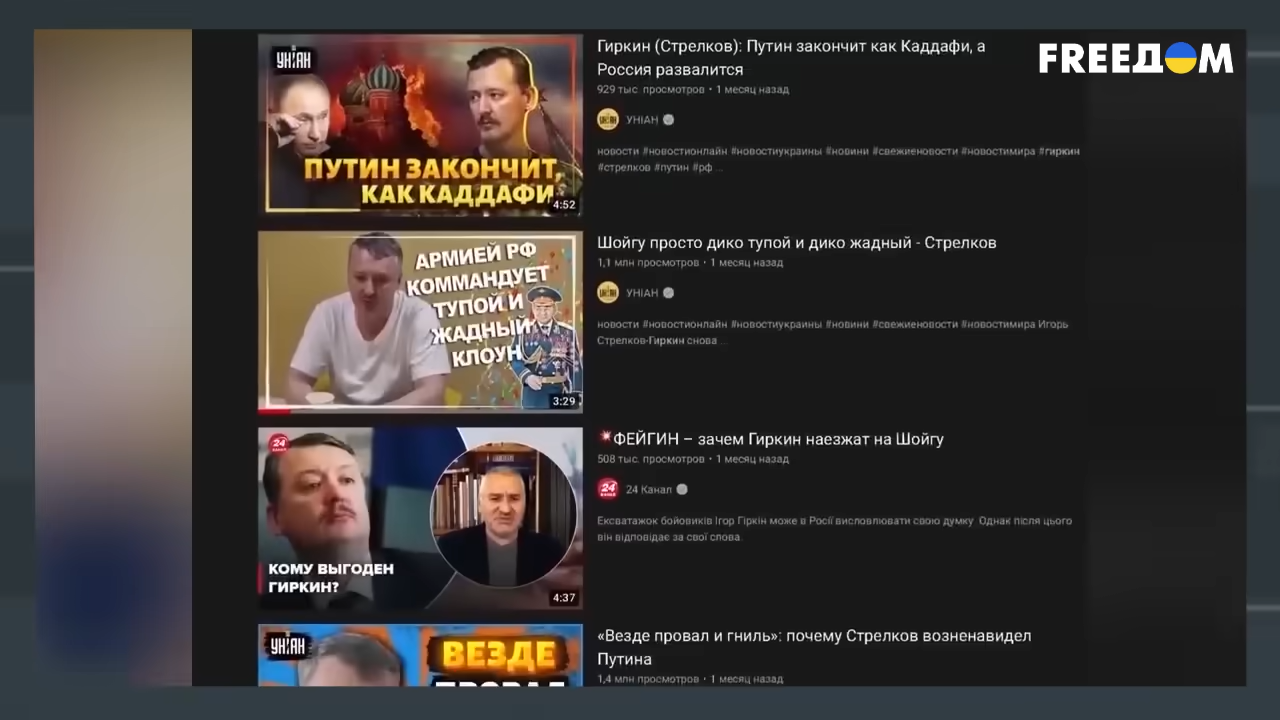 FREEДOM
УНІАН
ПУТИН ЗАКОНЧИТ,
КАК КАДДАФИ
4:52
Гиркин (Стрелков): Путин закончит как Каддафи, а
Россия развалится
929 тыс. просмотров • 1 месяц назад
УНІАН
новости #новостионлайн #новостиукраины #новини #свежиеновости #новостимира #гиркин
#стрелков #путин #рф ...
АРМИЕЙ РФ
КОММАНДУЕТ
ТУПОЙ И
ЖАДНЫЙ
КЛОУН
3:29
Шойгу просто дико тупой и дико жадный - Стрелков
1,1 млн просмотров • 1 месяц назад
УНІАН
новости #новостионлайн #новостиукраины #новини #свежиеновости #новостимира Игорь
Стрелков-Гиркин снова ...
24
КОМУ ВЫГОДЕН
ГИРКИН?
4:37
ФЕЙГИН – зачем Гиркин наезжат на Шойгу
508 тыс. просмотров • 1 месяц назад
24 Канал
Ексватажок бойовиків Ігор Гіркін може в Росії висловлювати свою думку Однак після цього
він відповідає за свої слова
УНІАН
ВЕЗДЕ
ПРОВАЛ
«Везде провал и гниль»: почему Стрелков возненавидел
Путина
1,4 млн просмотров • 1 месяц назад